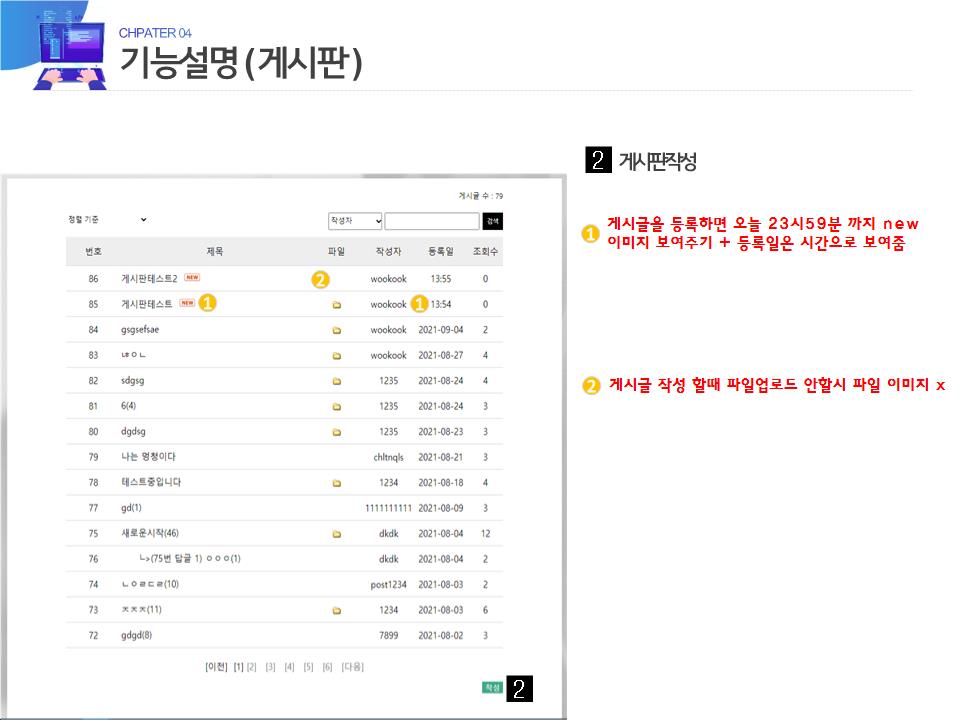 CHPATER 04
기능설명 ( 게시판 )
2 게시판작성
게시글 수 : 79
정렬 기준 작성자 검색
번호 제목 파일 작성자 등록일 조회수
86 게시판테스트2 NEW 2 wookook 13:55 0
85 게시판테스트 NEW 1 wookook 1 13:54 0
84 gsgsefsae wookook 2021-09-04 2
83 wookook 2021-08-27 4
82 sdgsg 1235 2021-08-24 4
81 6(4) 1235 2021-08-24 3
80 dgdsg 1235 2021-08-23 3
79 나는 멍청이다 chltnqls 2021-08-21 3
78 테스트중입니다 1234 2021-08-18 4
77 gd(1) 1111111111 2021-08-09 3
75 새로운시작(46) dkdk 2021-08-04 12
76 ㄴ>(75번 답글 1) ㅇㅇㅇ(1) dkdk 2021-08-04 2
74 ㄴㅇㄹㄷㄹ(10) post1234 2021-08-03 2
73 ㅈㅈㅈ(11) 1234 2021-08-03 6
72 gdgd(8) 7899 2021-08-02 3
[이전] [1] [2] [3] [4] [5] [6] [다음]
작성 2
1 게시글을 등록하면 오늘 23시59분 까지 new
이미지 보여주기 + 등록일은 시간으로 보여줌
2 게시글 작성 할때 파일업로드 안할시 파일 이미지 x